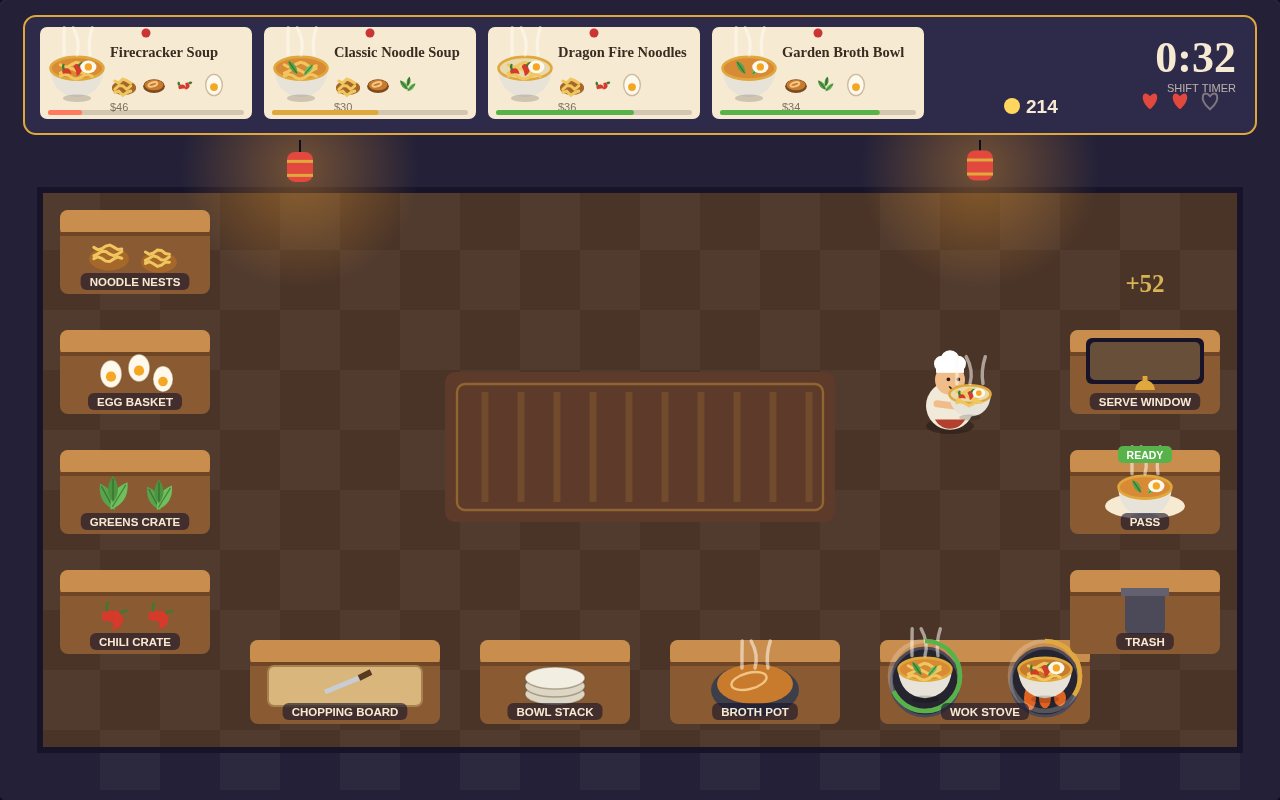 Firecracker Soup
$46
Classic Noodle Soup
$30
Dragon Fire Noodles
$36
Garden Broth Bowl
$34
0:32
SHIFT TIMER
214
NOODLE NESTS
+52
EGG BASKET
SERVE WINDOW
GREENS CRATE
READY
PASS
CHILI CRATE
TRASH
CHOPPING BOARD
BOWL STACK
BROTH POT
WOK STOVE